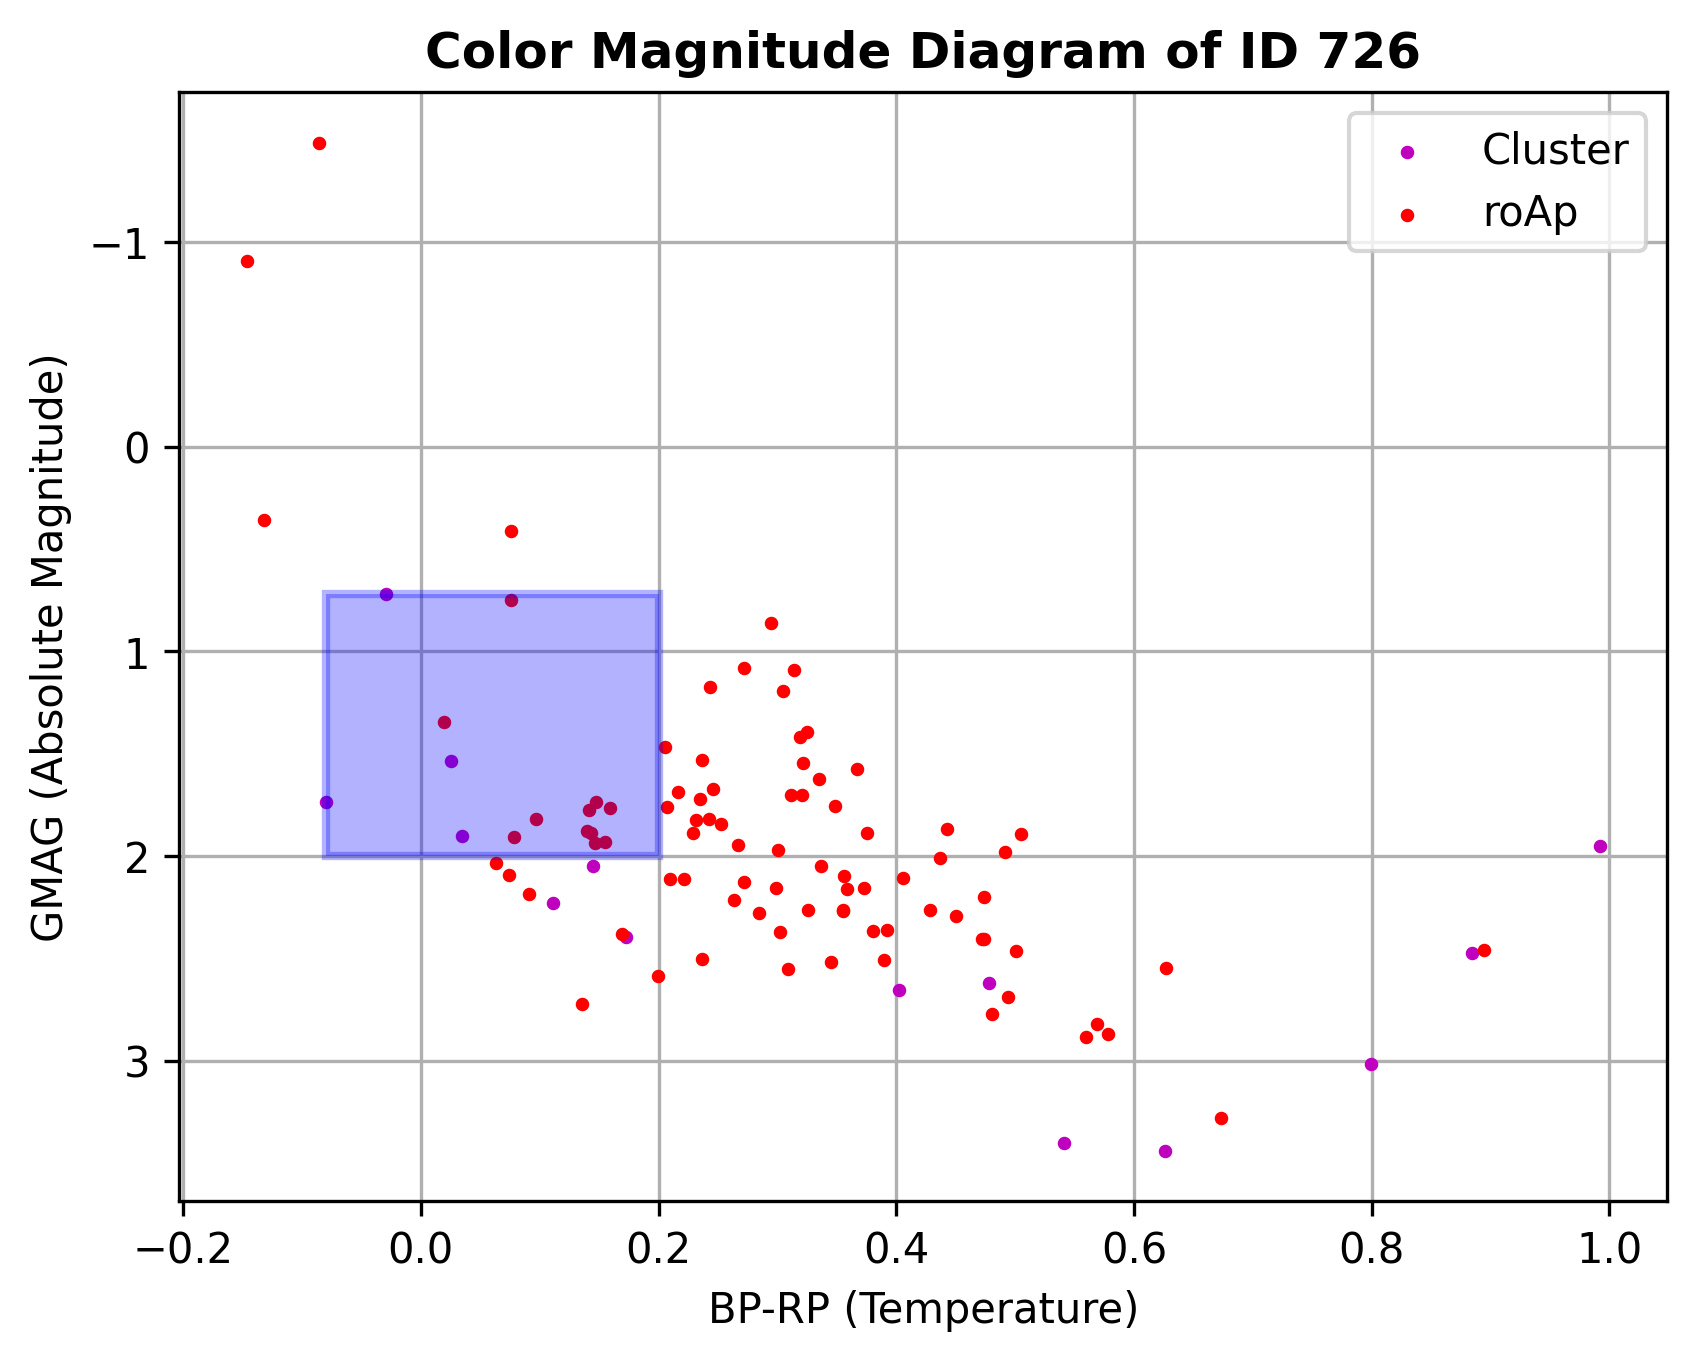 Color Magnitude Diagram of ID 726
Cluster
roAp
GMAG (Absolute Magnitude)
−1
0
1
2
3
−0.2 0.0 0.2 0.4 0.6 0.8 1.0
BP-RP (Temperature)